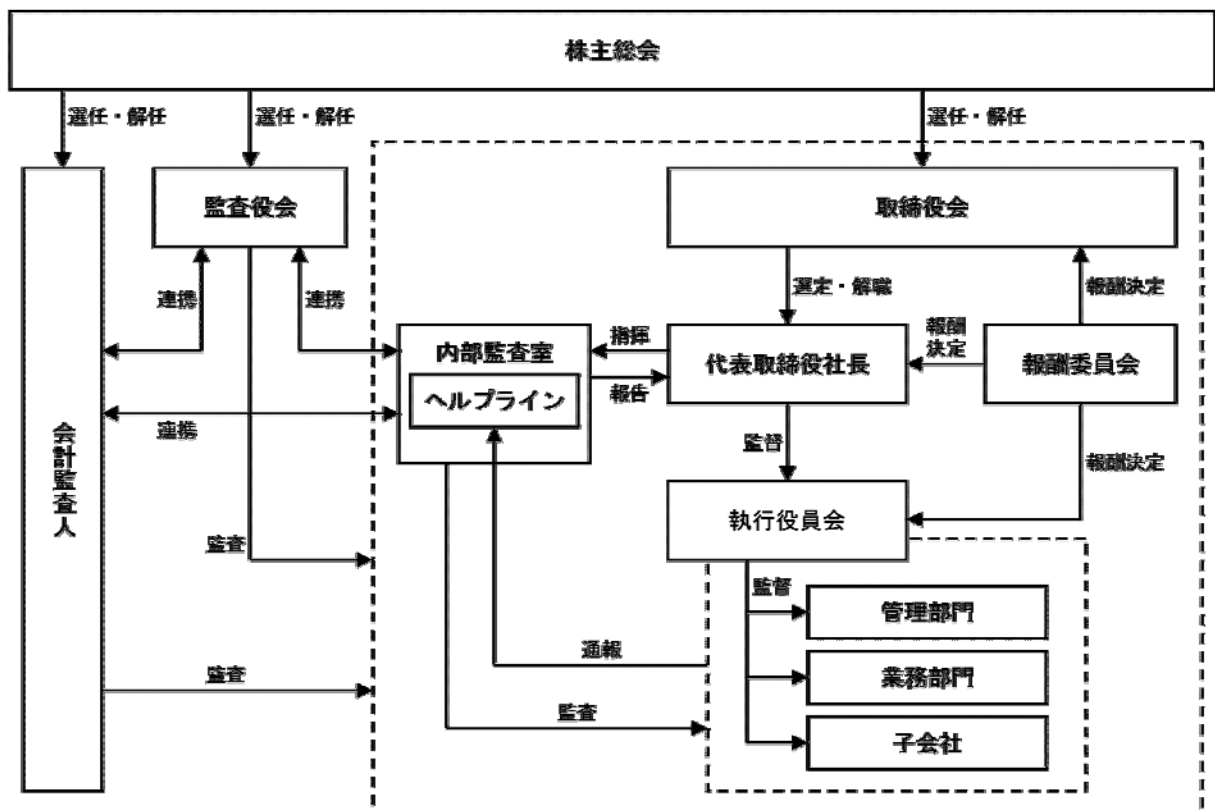 株主総会
選任・解任
選任・解任
選任・解任
監査役会
取締役会
連携
連携
選定・解職
報酬決定
内部監査室
ヘルプライン
指揮
報告
代表取締役社長
報酬
決定
報酬委員会
連携
監督
報酬決定
会計監査人
執行役員会
監査
監督
管理部門
通報
業務部門
監査
監査
子会社